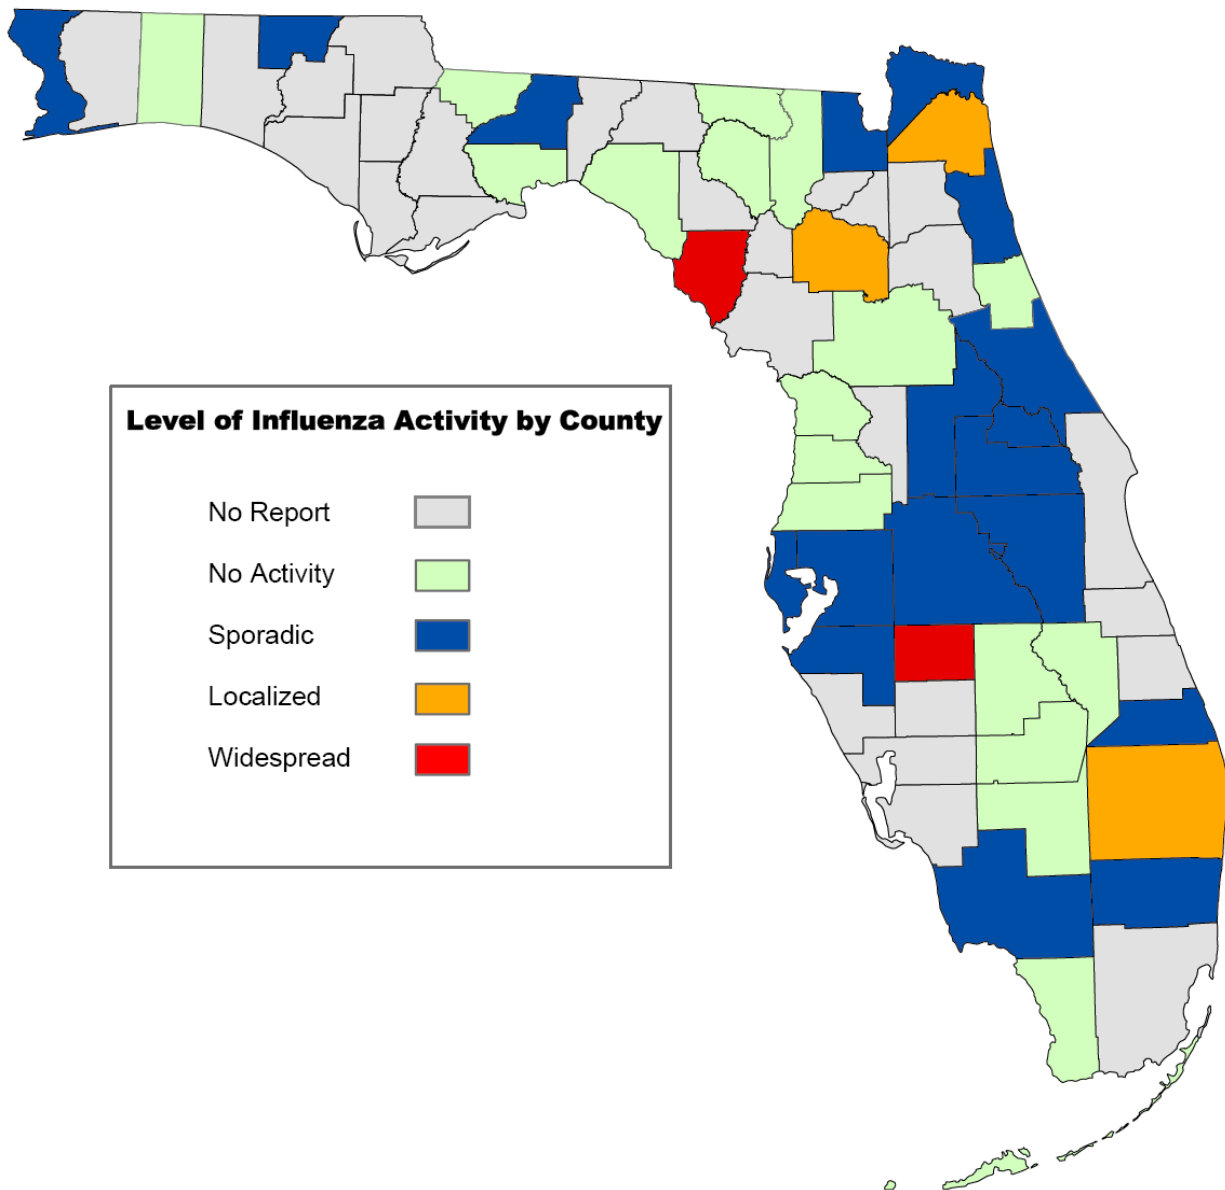 Level of Influenza Activity by County
No Report
No Activity
Sporadic
Localized
Widespread